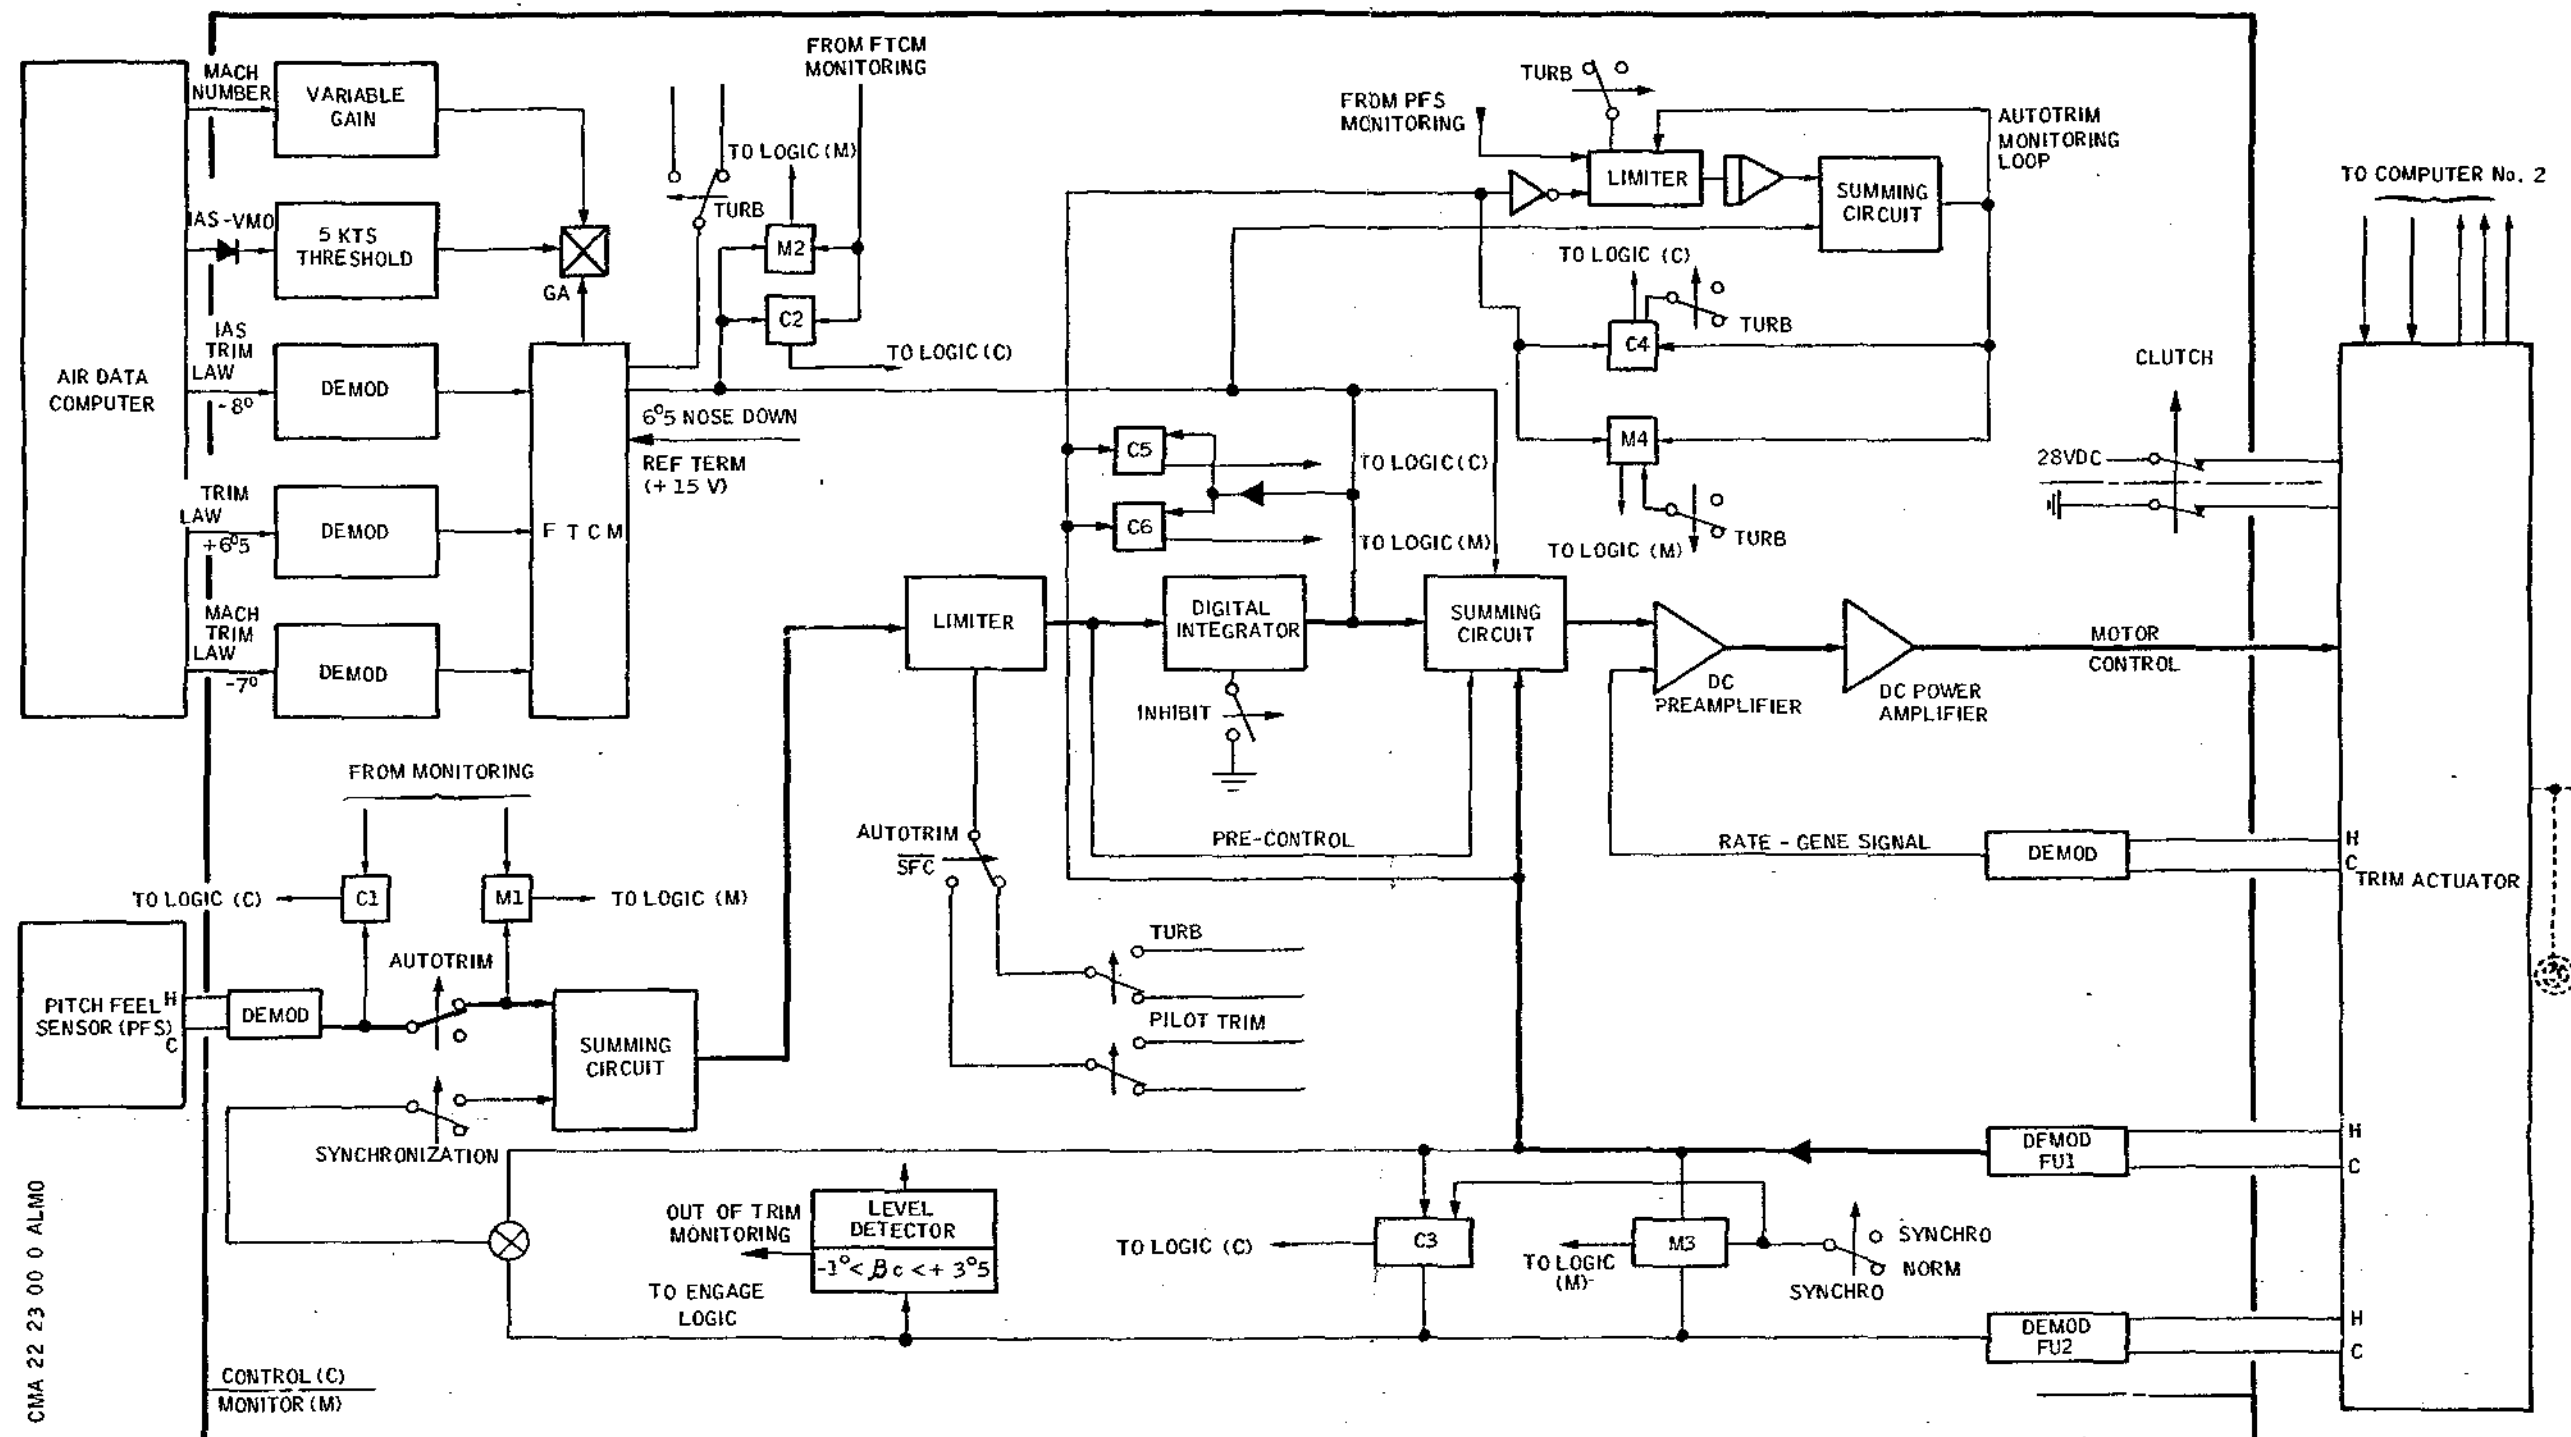 FROM FTCM
MONITORING
MACH
NUMBER
VARIABLE
GAIN
TO LOGIC (M)
TURB
IAS-VMO
5 KTS
THRESHOLD
GA
M2
C2
TO LOGIC (C)
AIR DATA
COMPUTER
IAS
TRIM
LAW
-8°
DEMOD
TRIM
LAW
+6°5
DEMOD
MACH
TRIM
LAW
-7°
DEMOD
FTCM
6°5 NOSE DOWN
REF TERM
(+ 15 V)
TURB
FROM PFS
MONITORING
LIMITER
SUMMING
CIRCUIT
AUTOTRIM
MONITORING
LOOP
TO LOGIC (C)
C4
TURB
M4
TO LOGIC (M)
TURB
C5
TO LOGIC (C)
C6
TO LOGIC (M)
TO COMPUTER No. 2
CLUTCH
28VDC
LIMITER
DIGITAL
INTEGRATOR
INHIBIT
SUMMING
CIRCUIT
DC
PREAMPLIFIER
DC POWER
AMPLIFIER
MOTOR
CONTROL
PRE-CONTROL
RATE - GENE SIGNAL
DEMOD
H
C
TRIM ACTUATOR
AUTOTRIM
SFC
TURB
PILOT TRIM
FROM MONITORING
TO LOGIC (C)
C1
M1
TO LOGIC (M)
PITCH FEEL
SENSOR (PFS)
H
C
DEMOD
AUTOTRIM
SUMMING
CIRCUIT
SYNCHRONIZATION
OUT OF TRIM
MONITORING
LEVEL
DETECTOR
-1° < βc < + 3°5
TO ENGAGE
LOGIC
TO LOGIC (C)
C3
TO LOGIC
(M)
M3
SYNCHRO
NORM
SYNCHRO
DEMOD
FU1
H
C
DEMOD
FU2
H
C
CONTROL (C)
MONITOR (M)
CMA 22 23 00 0 ALMO